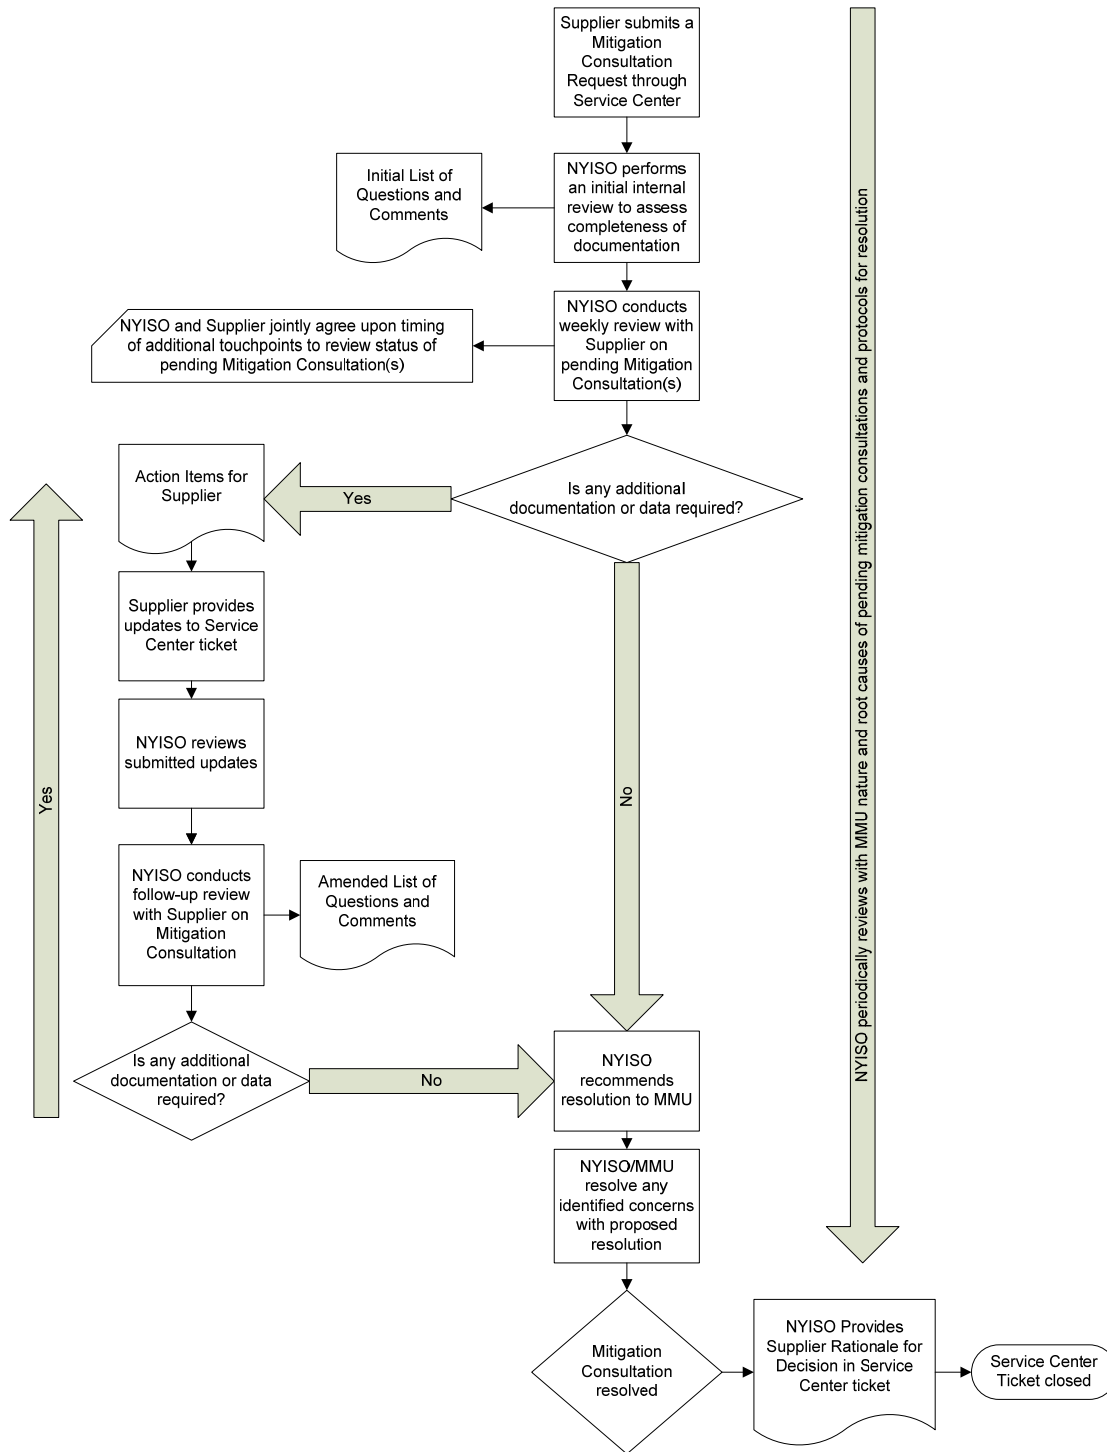 Supplier submits a
Mitigation
Consultation
Request through
Service Center
Initial List of
Questions and
Comments
NYISO performs
an initial internal
review to assess
completeness of
documentation
NYISO and Supplier jointly agree upon timing
of additional touchpoints to review status of
pending Mitigation Consultation(s)
NYISO conducts
weekly review with
Supplier on
pending Mitigation
Consultation(s)
Action Items for
Supplier
Yes
Is any additional
documentation or data required?
Supplier provides
updates to Service
Center ticket
NYISO reviews
submitted updates
Yes
No
NYISO periodically reviews with MMU nature and root causes of pending mitigation consultations and protocols for resolution
NYISO conducts
follow-up review
with Supplier on
Mitigation
Consultation
Amended List of
Questions and
Comments
Is any additional
documentation or data
required?
No
NYISO
recommends
resolution to MMU
NYISO/MMU
resolve any
identified concerns
with proposed
resolution
Mitigation
Consultation
resolved
NYISO Provides
Supplier Rationale for
Decision in Service
Center ticket
Service Center
Ticket closed